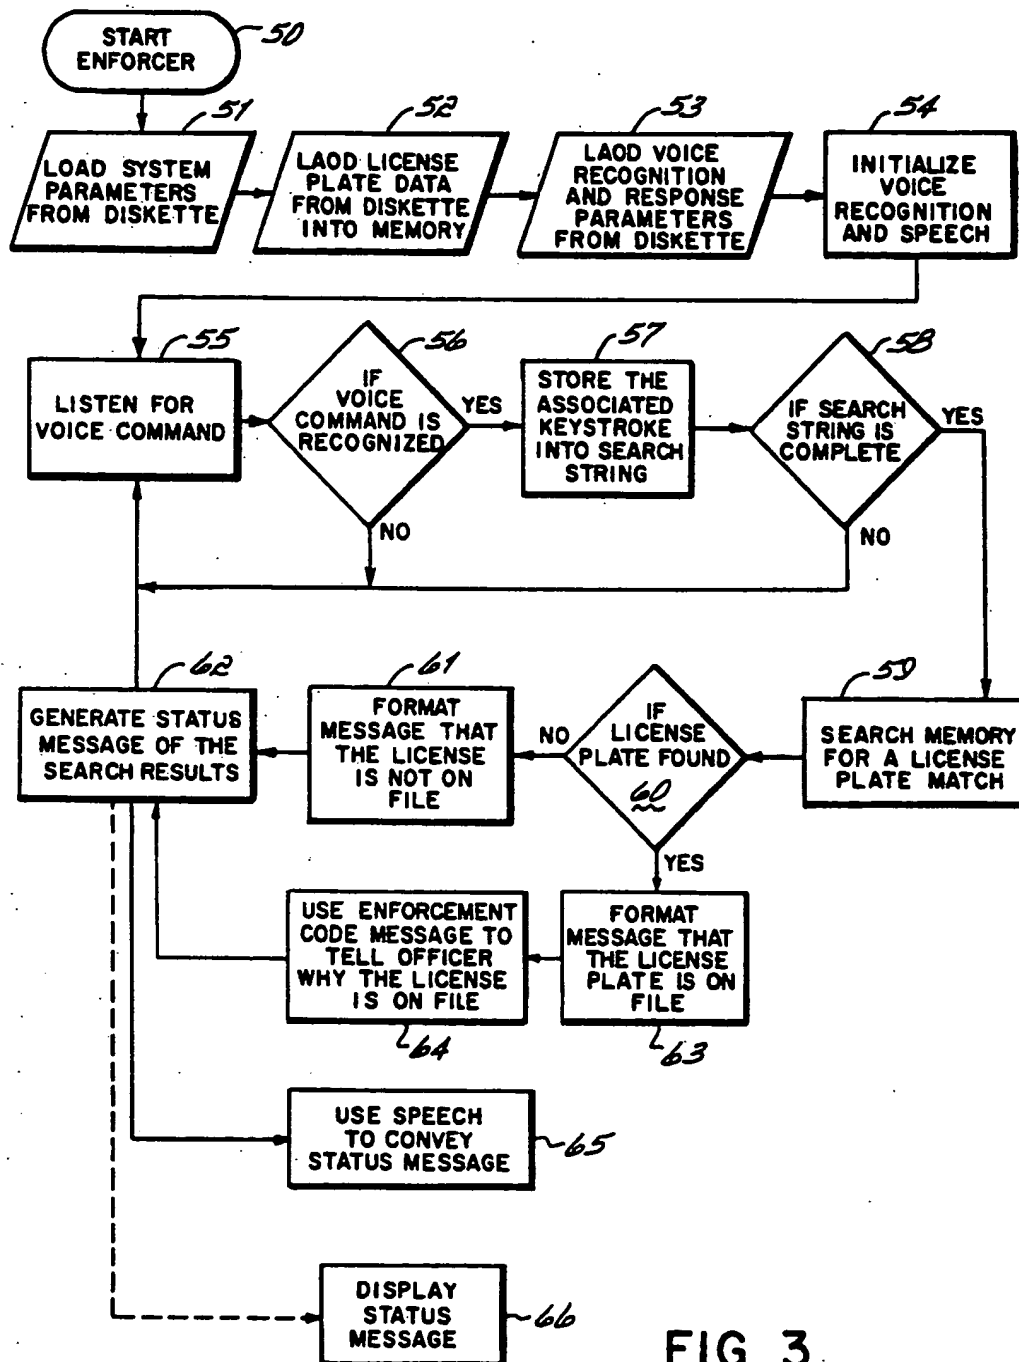 START
ENFORCER
50
51
LOAD SYSTEM
PARAMETERS
FROM DISKETTE
52
LAOD LICENSE
PLATE DATA
FROM DISKETTE
INTO MEMORY
53
LAOD VOICE
RECOGNITION
AND RESPONSE
PARAMETERS
FROM DISKETTE
54
INITIALIZE
VOICE
RECOGNITION
AND SPEECH
55
LISTEN FOR
VOICE COMMAND
56
IF
VOICE
COMMAND IS
RECOGNIZED
YES
NO
57
STORE THE
ASSOCIATED
KEYSTROKE
INTO SEARCH
STRING
58
IF SEARCH
STRING IS
COMPLETE
YES
NO
59
SEARCH MEMORY
FOR A LICENSE
PLATE MATCH
IF
LICENSE
PLATE FOUND
60
NO
YES
61
FORMAT
MESSAGE THAT
THE LICENSE
IS NOT ON
FILE
62
GENERATE STATUS
MESSAGE OF THE
SEARCH RESULTS
FORMAT
MESSAGE THAT
THE LICENSE
PLATE IS ON
FILE
63
USE ENFORCEMENT
CODE MESSAGE TO
TELL OFFICER
WHY THE LICENSE
IS ON FILE
64
USE SPEECH
TO CONVEY
STATUS MESSAGE
65
DISPLAY
STATUS
MESSAGE
66
FIG 3